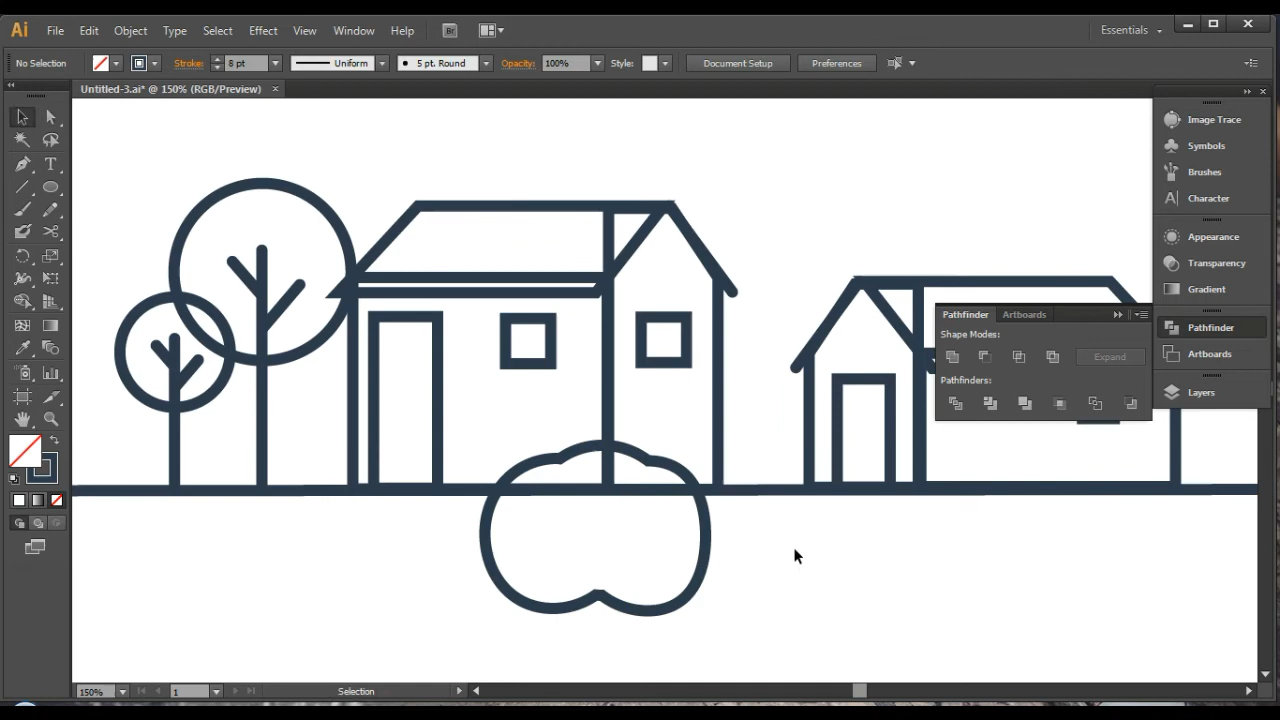 Ai File Edit Object Type Select Effect View Window Help Br Essentials
No Selection Stroke: 8 pt Uniform 5 pt. Round Opacity: 100% Style: Document Setup Preferences
Untitled-3.ai* @ 150% (RGB/Preview)
Image Trace
Symbols
Brushes
Character
Appearance
Transparency
Gradient
Pathfinder
Artboards
Layers
Pathfinder Artboards
Shape Modes:
Expand
Pathfinders:
150% 1 Selection